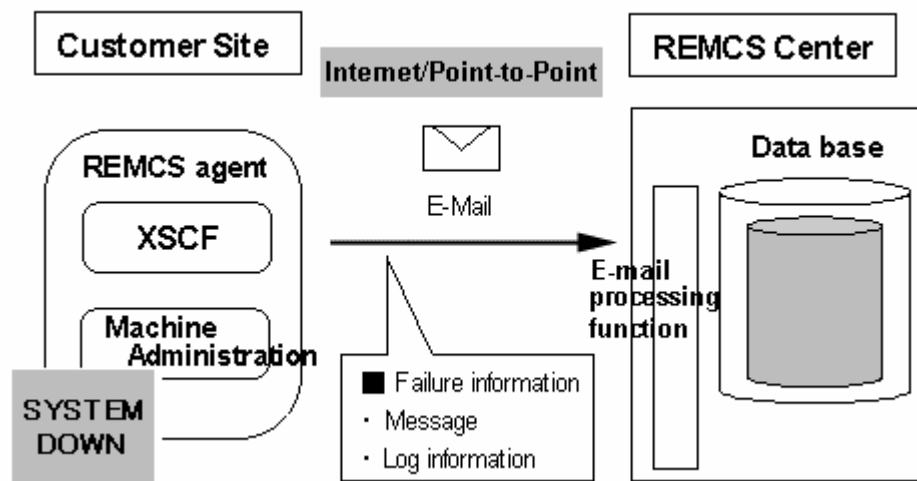 Customer Site
Internet/Point-to-Point
REMCS Center
REMCS agent
XSCF
Machine
Administration
SYSTEM
DOWN
E-Mail
■ Failure information
・ Message
・ Log information
Data base
E-mail
processing
function